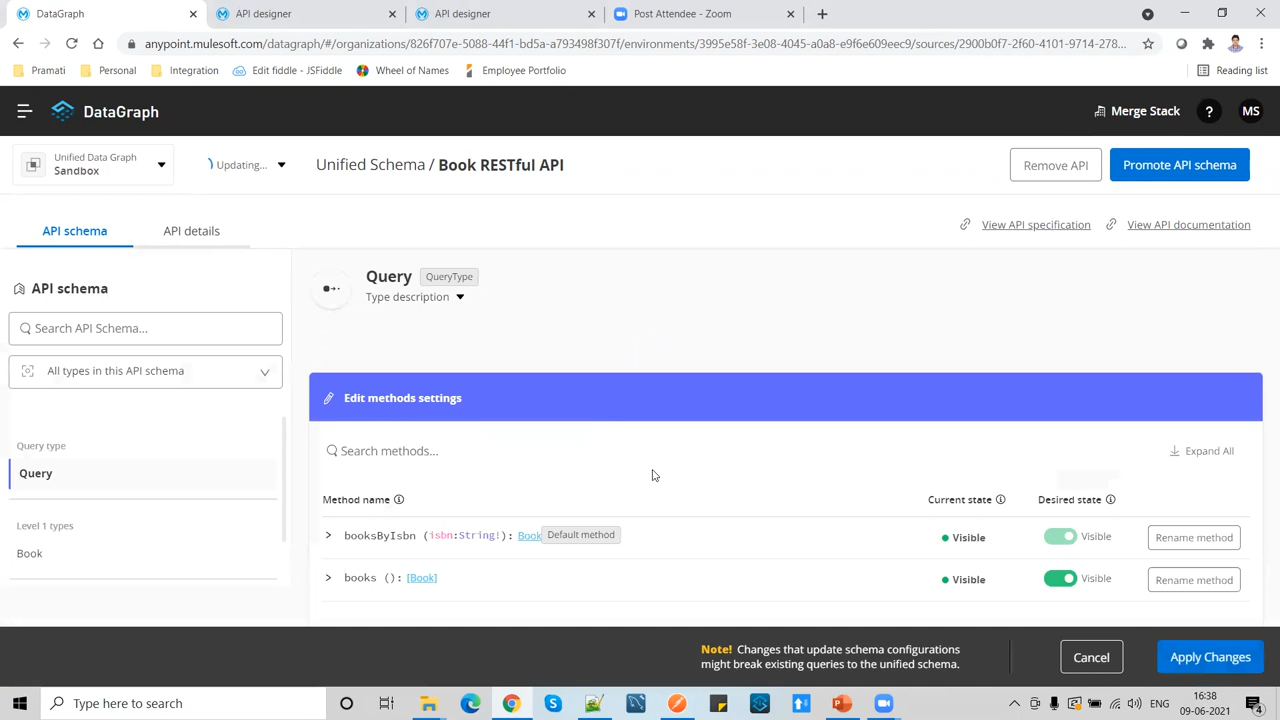 DataGraph
API designer
API designer
Post Attendee - Zoom
anypoint.mulesoft.com/datagraph/#/organizations/826f707e-5088-44f1-bd5a-a793498f307f/environments/3995e58f-3e08-4045-a0a8-e9f6e609eec9/sources/2900b0f7-2f60-4101-9714-278...
Pramati
Personal
Integration
Edit fiddle - JSFiddle
Wheel of Names
Employee Portfolio
Reading list
DataGraph
Merge Stack
?
MS
Unified Data Graph
Sandbox
Updating...
Unified Schema / Book RESTful API
Remove API
Promote API schema
API schema
API details
View API specification
View API documentation
API schema
Search API Schema...
All types in this API schema
Query type
Query
Level 1 types
Book
Query
QueryType
Type description
Edit methods settings
Search methods...
Expand All
Method name
Current state
Desired state
booksByIsbn (isbn:String!): Book
Default method
Visible
Visible
Rename method
books (): [Book]
Visible
Visible
Rename method
Note! Changes that update schema configurations
might break existing queries to the unified schema.
Cancel
Apply Changes
Type here to search
ENG
16:38
09-06-2021
4